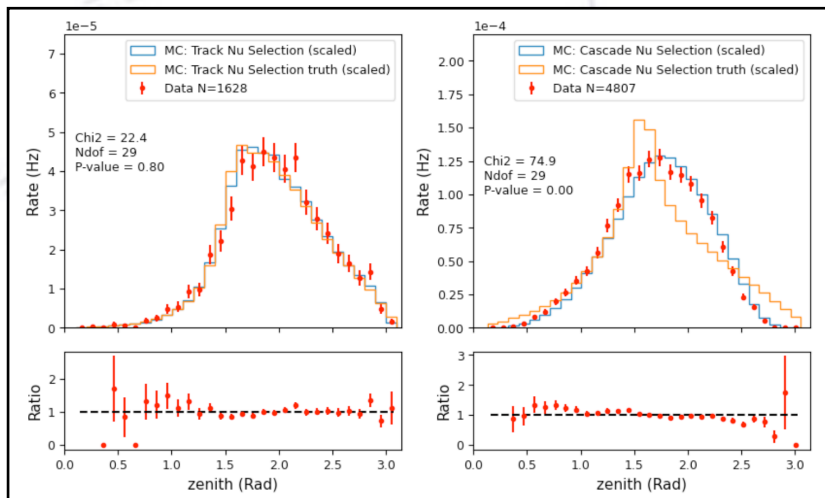 1e−5
7
6
5
4
3
2
1
0
Rate (Hz)
MC: Track Nu Selection (scaled)
MC: Track Nu Selection truth (scaled)
Data N=1628
Chi2 = 22.4
Ndof = 29
P-value = 0.80
2
1
0
Ratio
0.0 0.5 1.0 1.5 2.0 2.5 3.0
zenith (Rad)
1e−4
2.00
1.75
1.50
1.25
1.00
0.75
0.50
0.25
0.00
Rate (Hz)
MC: Cascade Nu Selection (scaled)
MC: Cascade Nu Selection truth (scaled)
Data N=4807
Chi2 = 74.9
Ndof = 29
P-value = 0.00
3
2
1
0
Ratio
0.0 0.5 1.0 1.5 2.0 2.5 3.0
zenith (Rad)